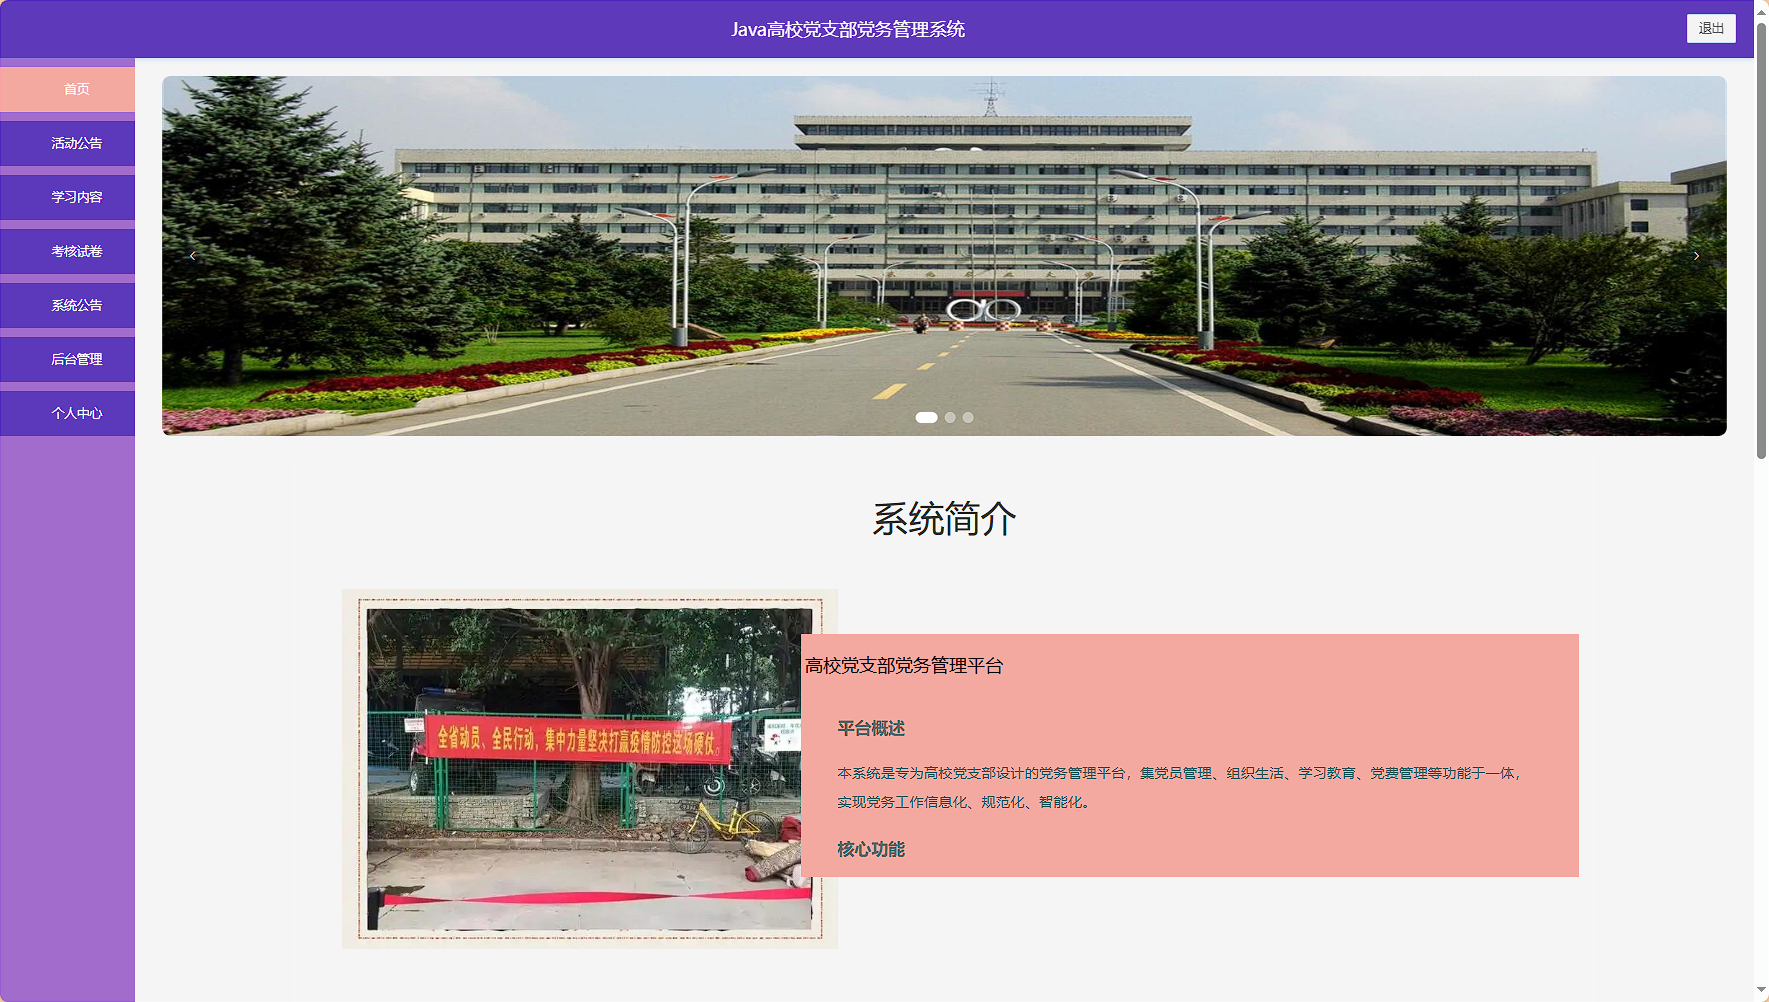 Java高校党支部党务管理系统
退出
首页
活动公告
学习内容
考核试卷
系统公告
后台管理
个人中心
系统简介
全省动员、全民行动，集中力量坚决打赢疫情防控这场硬仗。
高校党支部党务管理平台
平台概述
本系统是专为高校党支部设计的党务管理平台，集党员管理、组织生活、学习教育、党费管理等功能于一体，
实现党务工作信息化、规范化、智能化。
核心功能